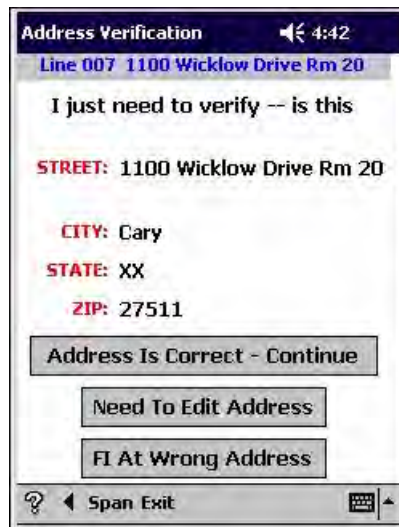 Address Verification 4:42
Line 007 1100 Wicklow Drive Rm 20
I just need to verify -- is this
STREET: 1100 Wicklow Drive Rm 20
CITY: Cary
STATE: XX
ZIP: 27511
Address Is Correct - Continue
Need To Edit Address
FI At Wrong Address
? Span Exit